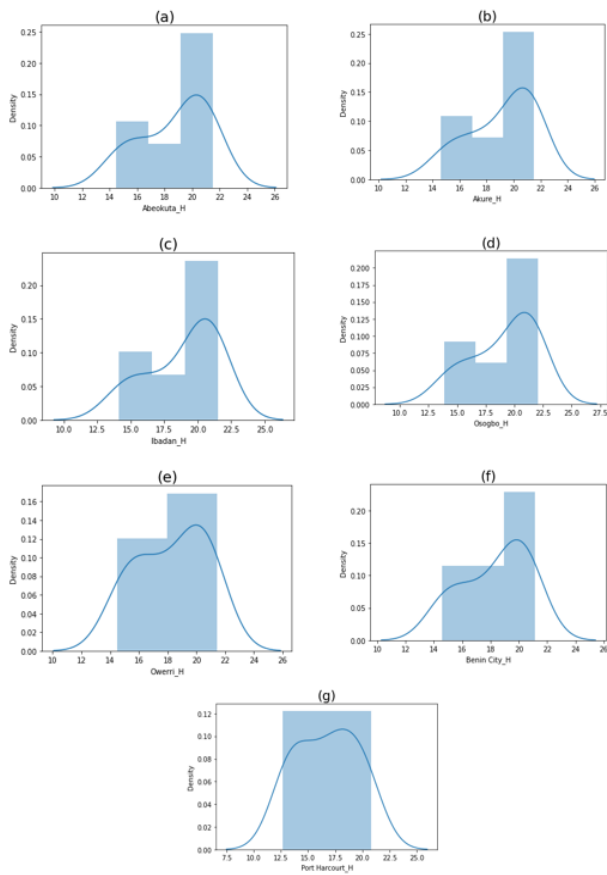 (a)
0.25
0.20
0.15
0.10
0.05
0.00
Density
10 12 14 16 18 20 22 24 26
Abeokuta_H
(b)
0.25
0.20
0.15
0.10
0.05
0.00
Density
10 12 14 16 18 20 22 24 26
Akure_H
(c)
0.20
0.15
0.10
0.05
0.00
Density
10.0 12.5 15.0 17.5 20.0 22.5 25.0
Ibadan_H
(d)
0.200
0.175
0.150
0.125
0.100
0.075
0.050
0.025
0.000
Density
10.0 12.5 15.0 17.5 20.0 22.5 25.0 27.5
Osogbo_H
(e)
0.16
0.14
0.12
0.10
0.08
0.06
0.04
0.02
0.00
Density
10 12 14 16 18 20 22 24 26
Owerri_H
(f)
0.20
0.15
0.10
0.05
0.00
Density
10 12 14 16 18 20 22 24 26
Benin City_H
(g)
0.12
0.10
0.08
0.06
0.04
0.02
0.00
Density
7.5 10.0 12.5 15.0 17.5 20.0 22.5 25.0
Port Harcourt_H